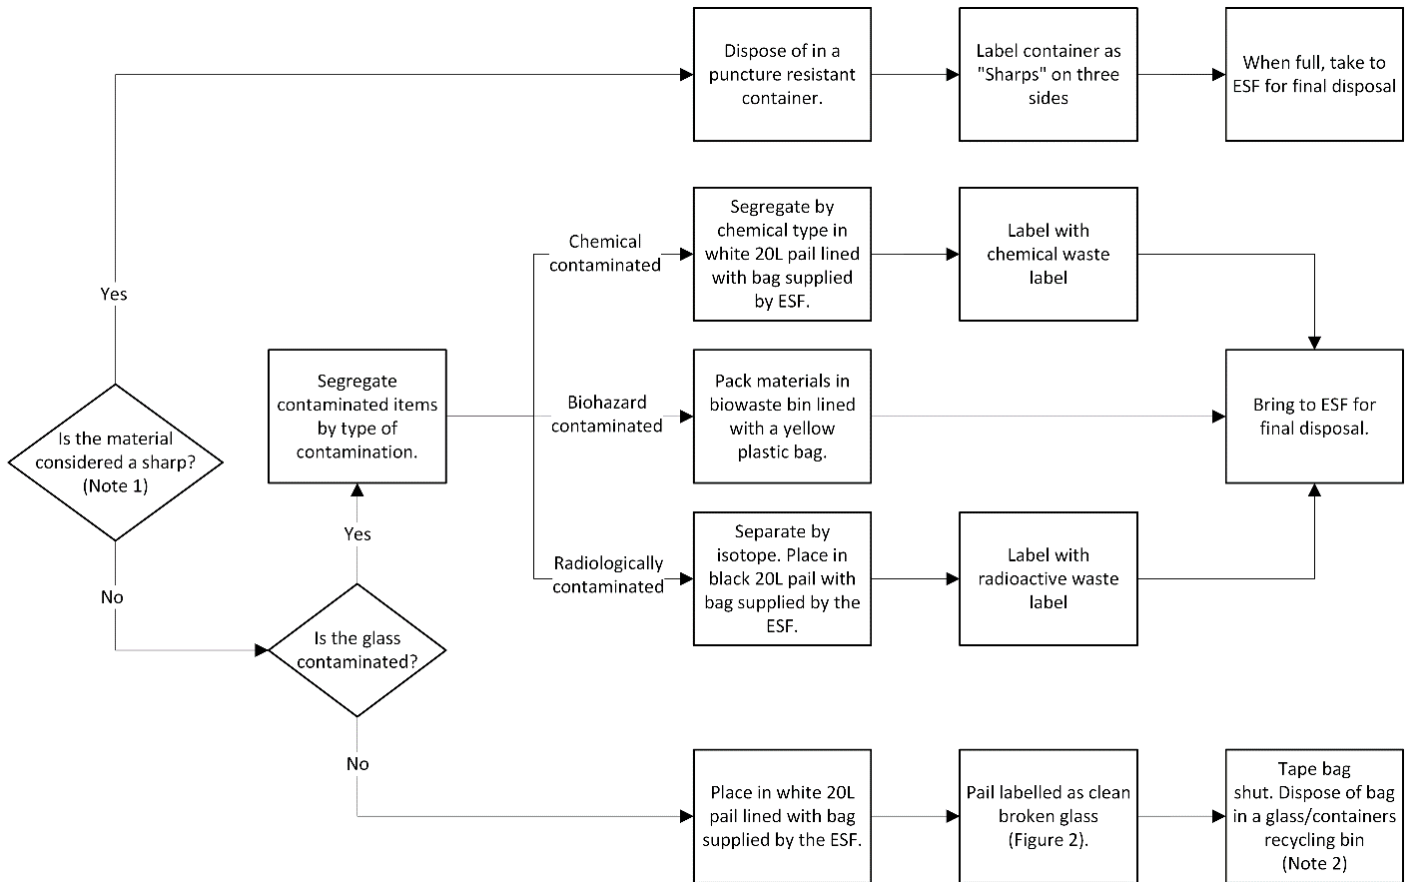 Dispose of in a
puncture resistant
container.
Label container as
"Sharps" on three
sides
When full, take to
ESF for final disposal
Yes
Is the material
considered a sharp?
(Note 1)
No
Segregate
contaminated items
by type of
contamination.
Yes
Is the glass
contaminated?
No
Chemical
contaminated
Segregate by
chemical type in
white 20L pail lined
with bag supplied
by ESF.
Label with
chemical waste
label
Biohazard
contaminated
Pack materials in
biowaste bin lined
with a yellow
plastic bag.
Bring to ESF for
final disposal.
Radiologically
contaminated
Separate by
isotope. Place in
black 20L pail with
bag supplied by the
ESF.
Label with
radioactive waste
label
Place in white 20L
pail lined with bag
supplied by the ESF.
Pail labelled as clean
broken glass
(Figure 2).
Tape bag
shut. Dispose of bag
in a glass/containers
recycling bin
(Note 2)